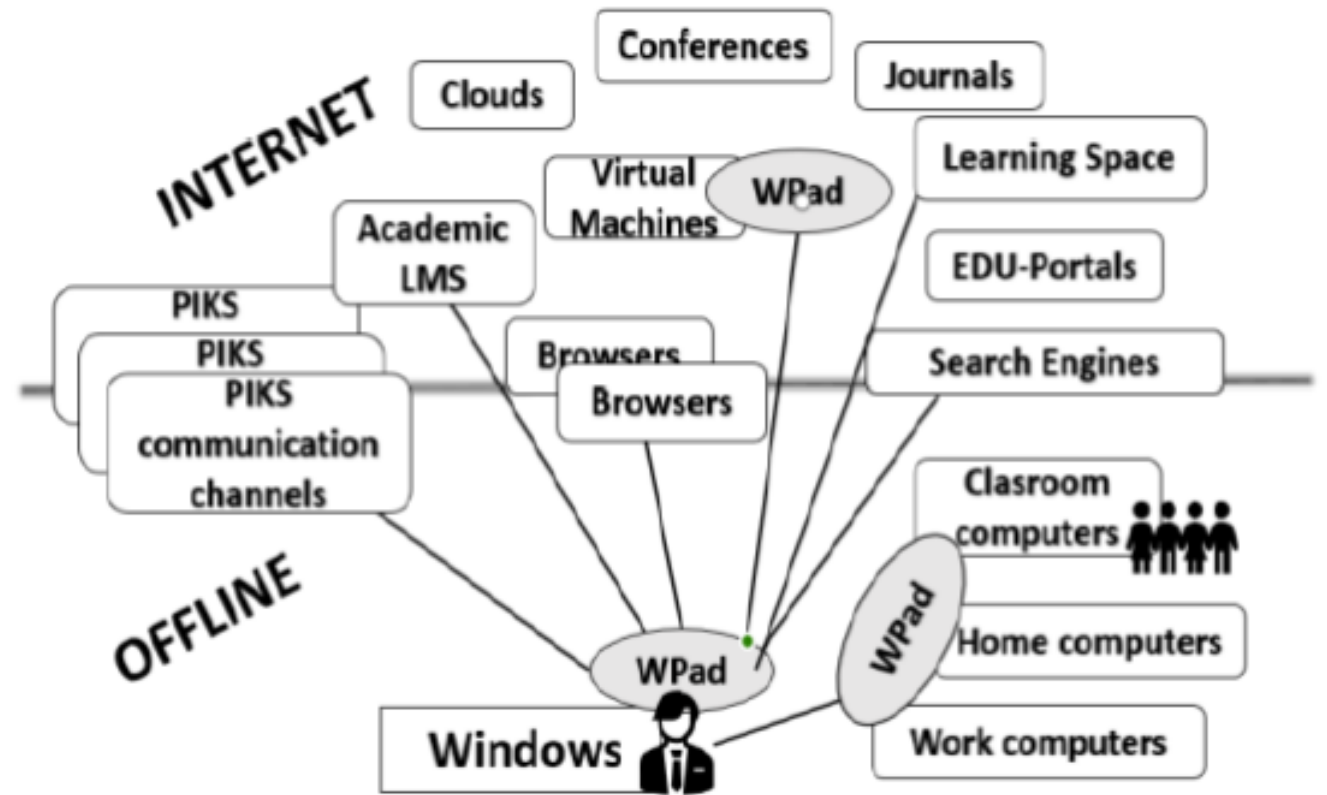 Conferences
Journals
Clouds
INTERNET
Learning Space
Virtual
Machines
WPad
Academic
LMS
EDU-Portals
PIKS
PIKS
PIKS
communication
channels
Browsers
Browsers
Search Engines
Clasroom
computers
OFFLINE
WPad
Home computers
WPad
Windows
Work computers